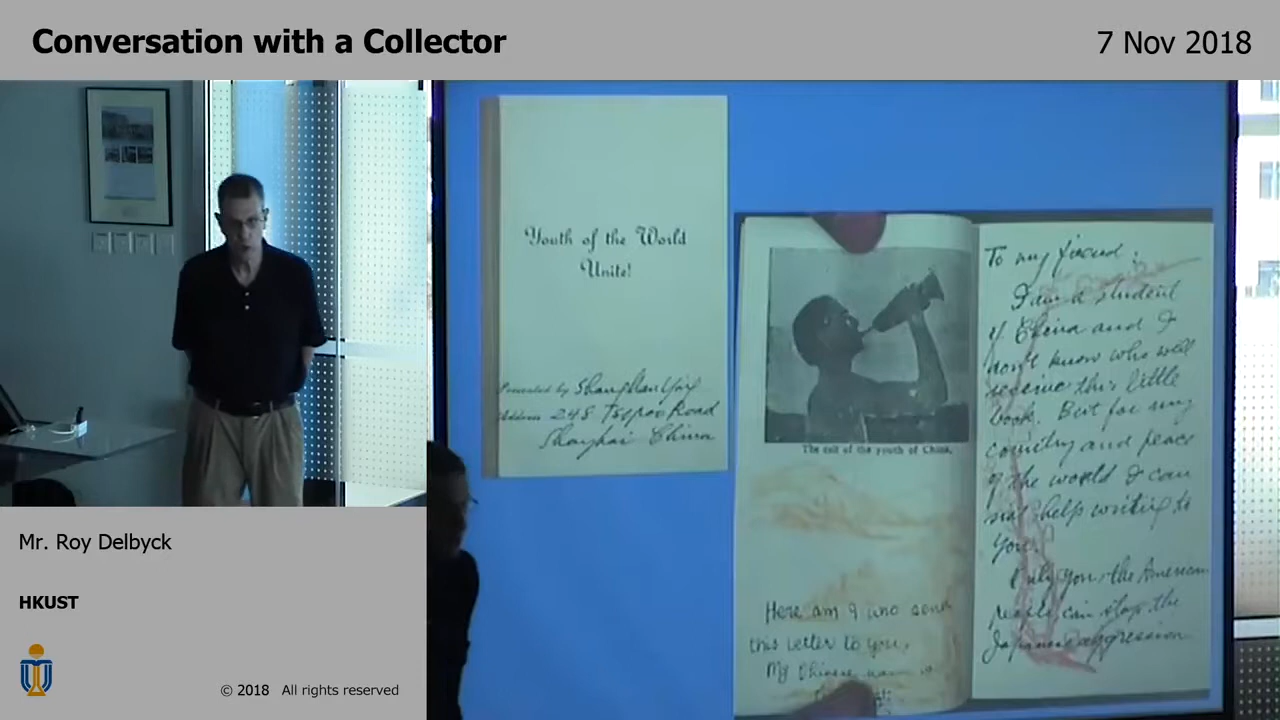 Conversation with a Collector
7 Nov 2018
Youth of the World
Unite!
Presented by
Address 248 Road
Shanghai China
The call of the youth of China.
Here am I who send
this letter to you,
My Chinese name is
To my friend:
I am a student
of China and I
don't know who will
receive this little
book. But for my
country and peace
of the world I can
not help writing to
you.
Only you, the American
people, can stop the
Japanese aggression
Mr. Roy Delbyck
HKUST
© 2018 All rights reserved